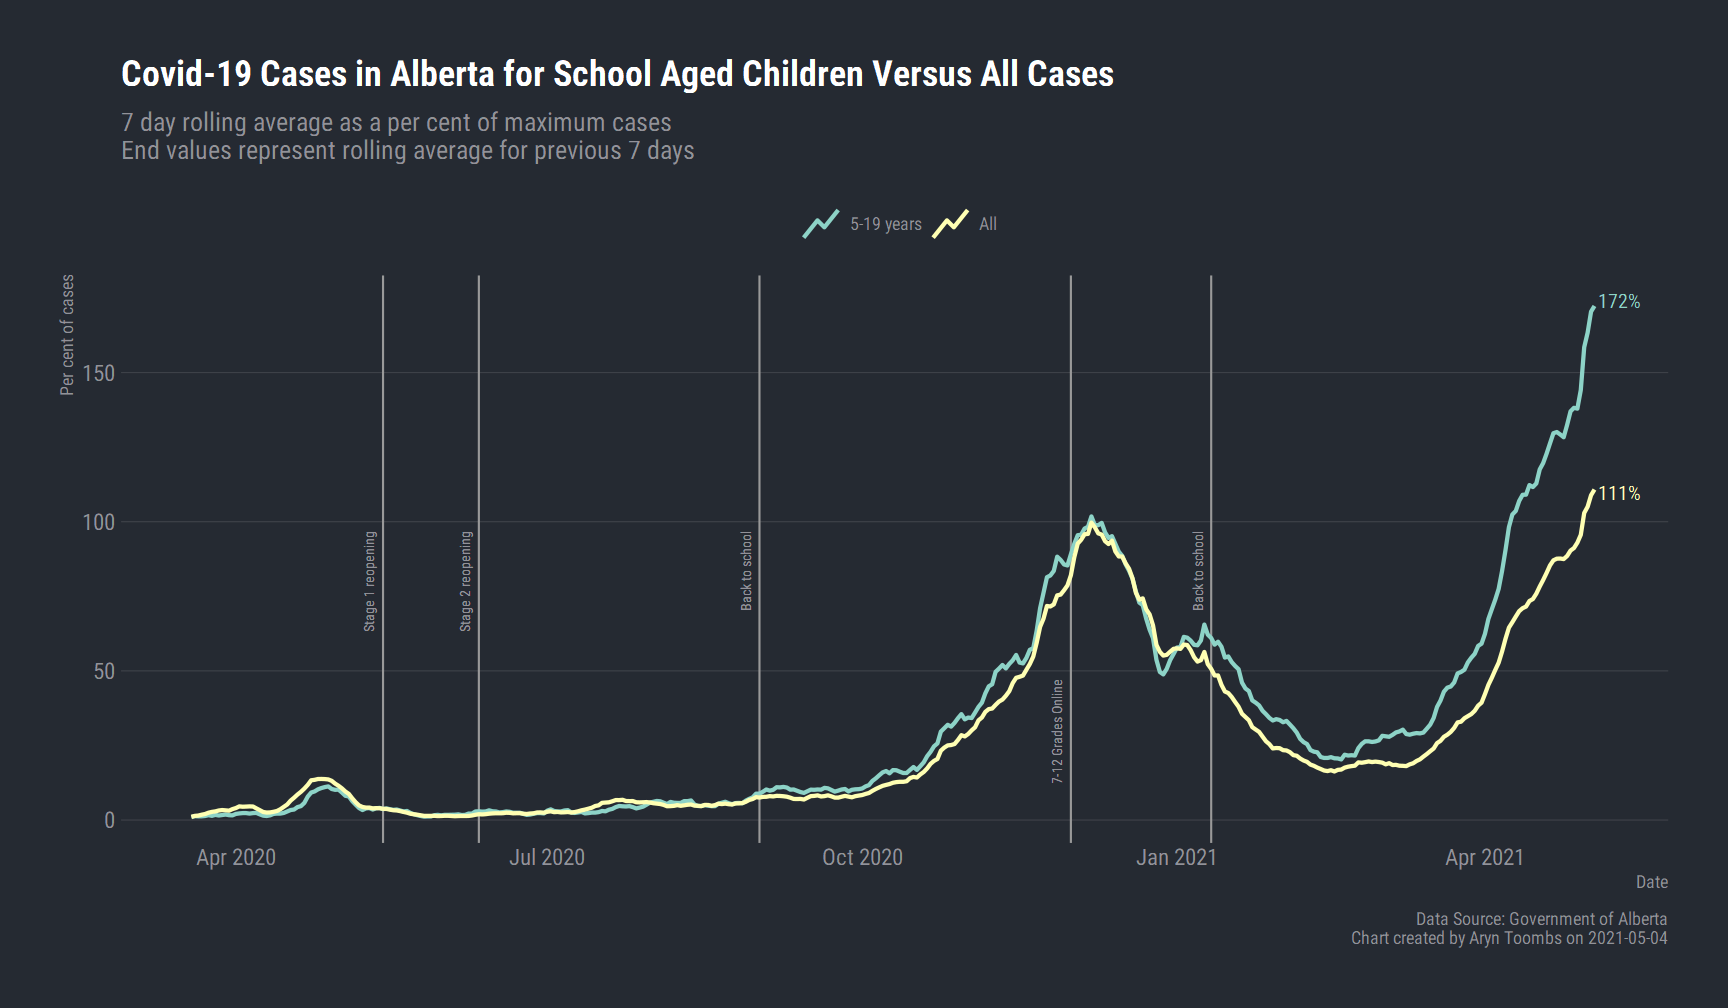 Covid-19 Cases in Alberta for School Aged Children Versus All Cases
7 day rolling average as a per cent of maximum cases
End values represent rolling average for previous 7 days
5-19 years
All
Per cent of cases
150
100
50
0
Stage 1 reopening
Stage 2 reopening
Back to school
7-12 Grades Online
Back to school
172%
111%
Apr 2020
Jul 2020
Oct 2020
Jan 2021
Apr 2021
Date
Data Source: Government of Alberta
Chart created by Aryn Toombs on 2021-05-04